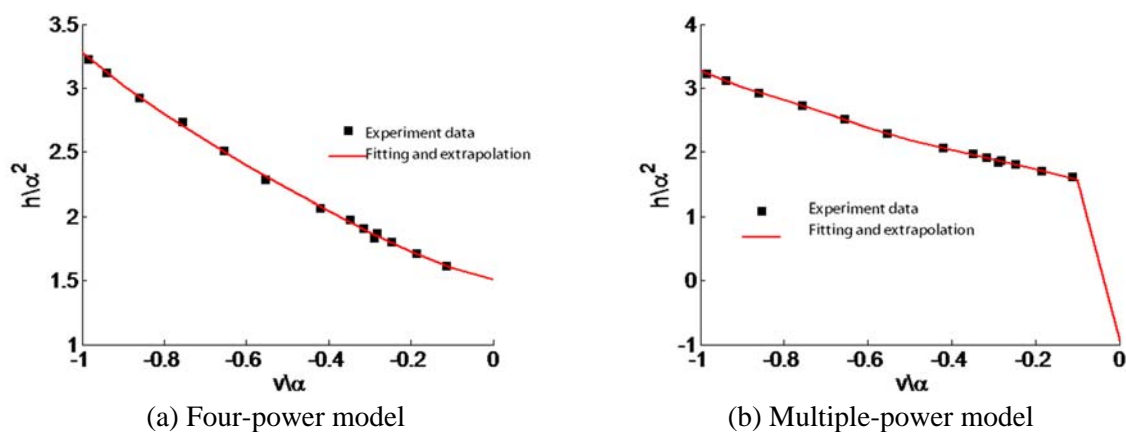 3.5
3
2.5
2
1.5
1
-1 -0.8 -0.6 -0.4 -0.2 0
h\α²
v\α
Experiment data
Fitting and extrapolation
(a) Four-power model
4
3
2
1
0
-1
-1 -0.8 -0.6 -0.4 -0.2 0
h\α²
v\α
Experiment data
Fitting and extrapolation
(b) Multiple-power model